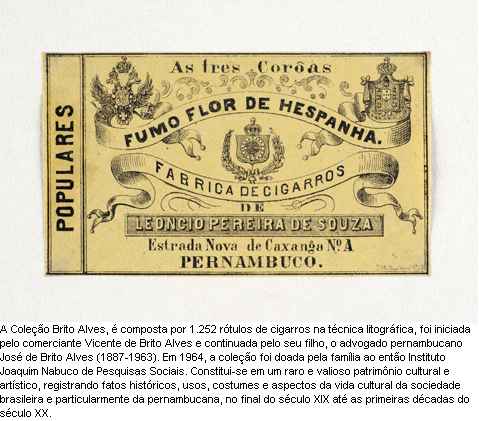 As tres Corôas
POPULARES
FUMO FLOR DE HESPANHA.
FABRICA DE CIGARROS
DE
LEONCIO PEREIRA DE SOUZA
Estrada Nova de Caxangá Nº. A
PERNAMBUCO.
A Coleção Brito Alves, é composta por 1.252 rótulos de cigarros na técnica litográfica, foi iniciada
pelo comerciante Vicente de Brito Alves e continuada pelo seu filho, o advogado pernambucano
José de Brito Alves (1887-1963). Em 1964, a coleção foi doada pela família ao então Instituto
Joaquim Nabuco de Pesquisas Sociais. Constitui-se em um raro e valioso patrimônio cultural e
artístico, registrando fatos históricos, usos, costumes e aspectos da vida cultural da sociedade
brasileira e particularmente da pernambucana, no final do século XIX até as primeiras décadas do
século XX.